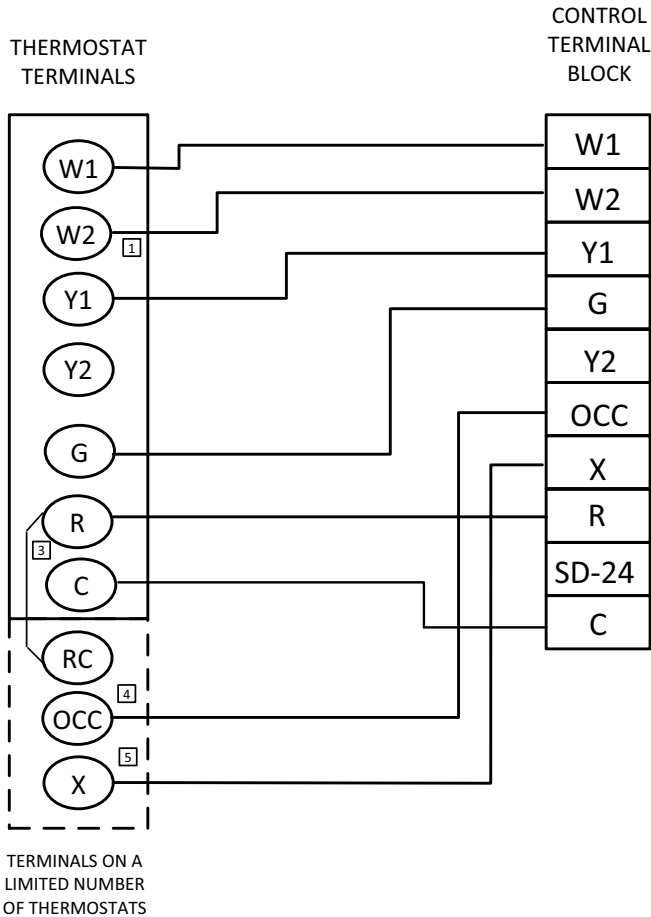 THERMOSTAT
TERMINALS
CONTROL
TERMINAL
BLOCK
W1
W2
1
Y1
Y2
G
R
3
C
RC
4
OCC
5
X
TERMINALS ON A
LIMITED NUMBER
OF THERMOSTATS
W1
W2
Y1
G
Y2
OCC
X
R
SD-24
C